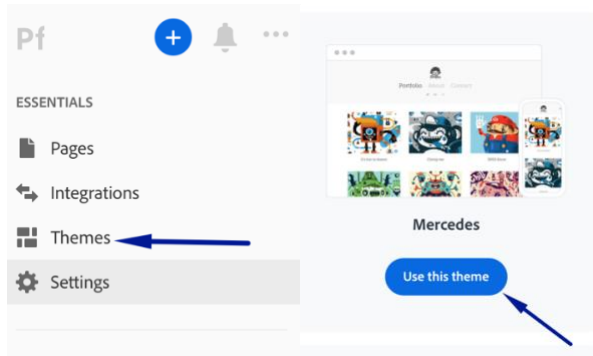 Pf
ESSENTIALS
Pages
Integrations
Themes
Settings
Portfolio About Contact
Mercedes
Use this theme